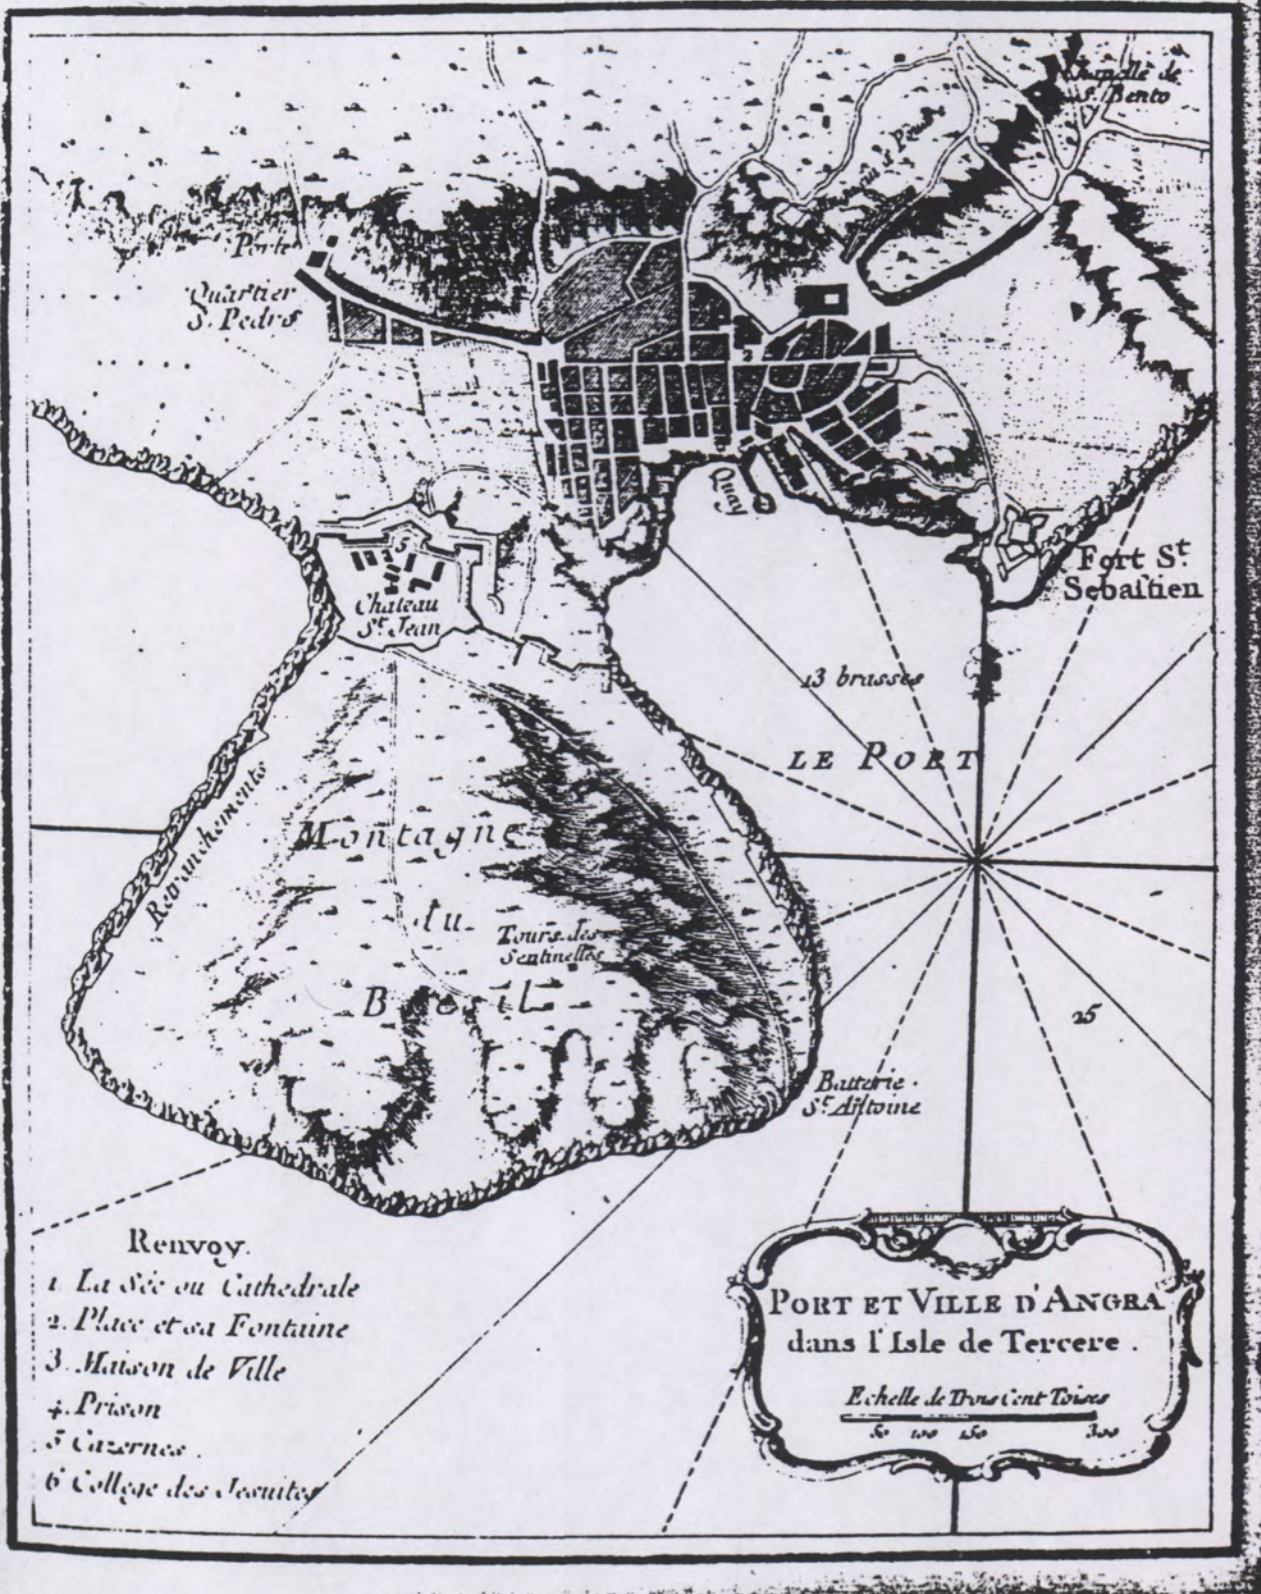 Chapelle de
S. Bento
Porte
Quartier
S. Pedro
2
Quay
5
Chateau
St. Jean
Fort St.
Sebastien
13 brasses
LE PORT
Retranchements
Montagne
du
Tours des
Sentinelles
Bresil
25
Batterie
St. Antoine
Renvoy.
1. La Sée ou Cathedrale
2. Place et sa Fontaine
3. Maison de Ville
4. Prison
5 Cazernes.
6 College des Jesuites
PORT ET VILLE D'ANGRA
dans l'Isle de Tercere.
Echelle de Trois Cent Toises
50 100 150 300